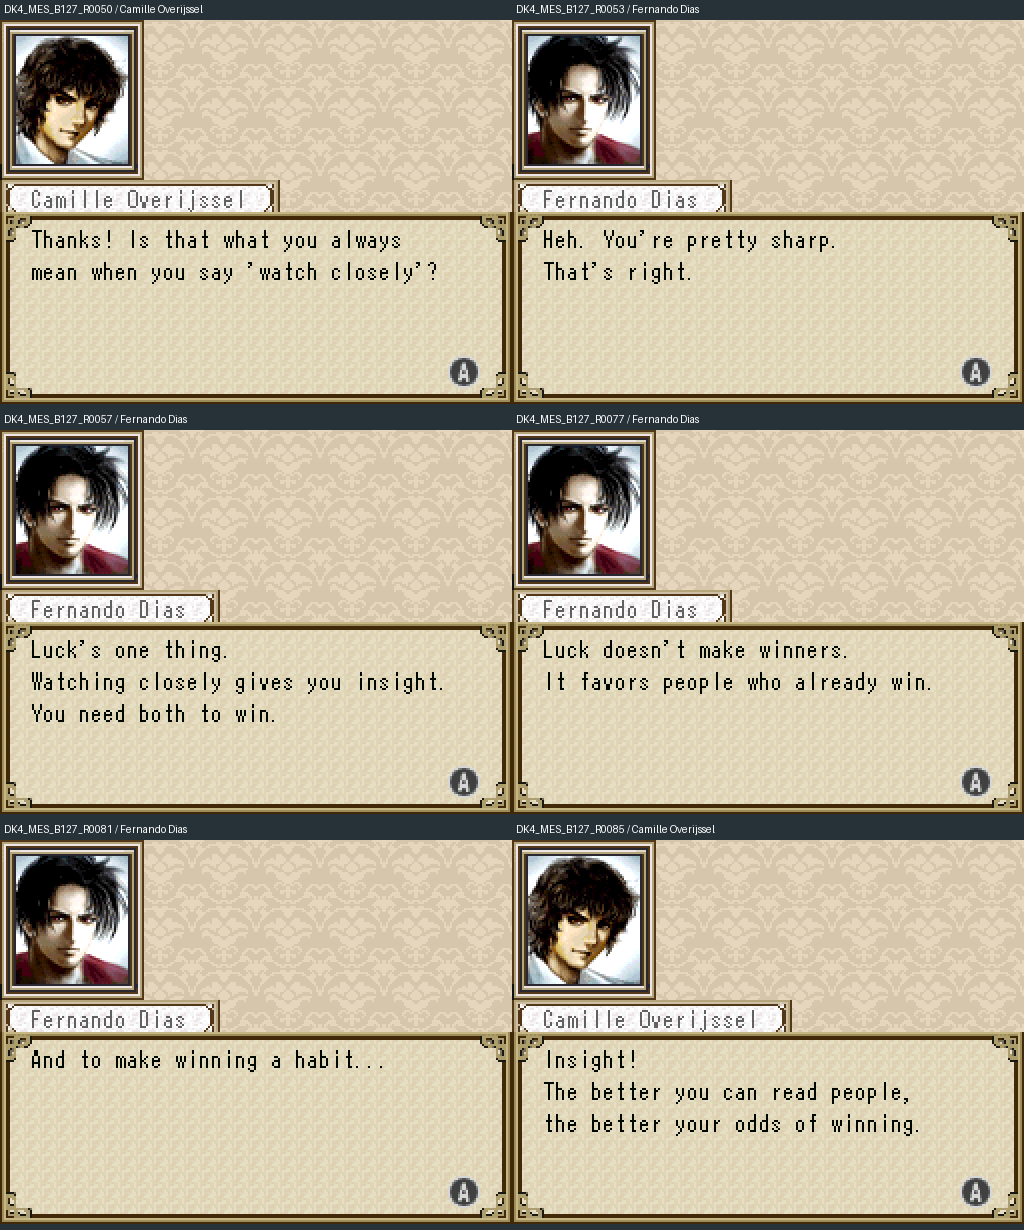 DK4_MES_B127_R0050 / Camille Overijssel
Camille Overijssel
Thanks! Is that what you always
mean when you say 'watch closely'?
A
DK4_MES_B127_R0053 / Fernando Dias
Fernando Dias
Heh. You're pretty sharp.
That's right.
A
DK4_MES_B127_R0057 / Fernando Dias
Fernando Dias
Luck's one thing.
Watching closely gives you insight.
You need both to win.
A
DK4_MES_B127_R0077 / Fernando Dias
Fernando Dias
Luck doesn't make winners.
It favors people who already win.
A
DK4_MES_B127_R0081 / Fernando Dias
Fernando Dias
And to make winning a habit...
A
DK4_MES_B127_R0085 / Camille Overijssel
Camille Overijssel
Insight!
The better you can read people,
the better your odds of winning.
A